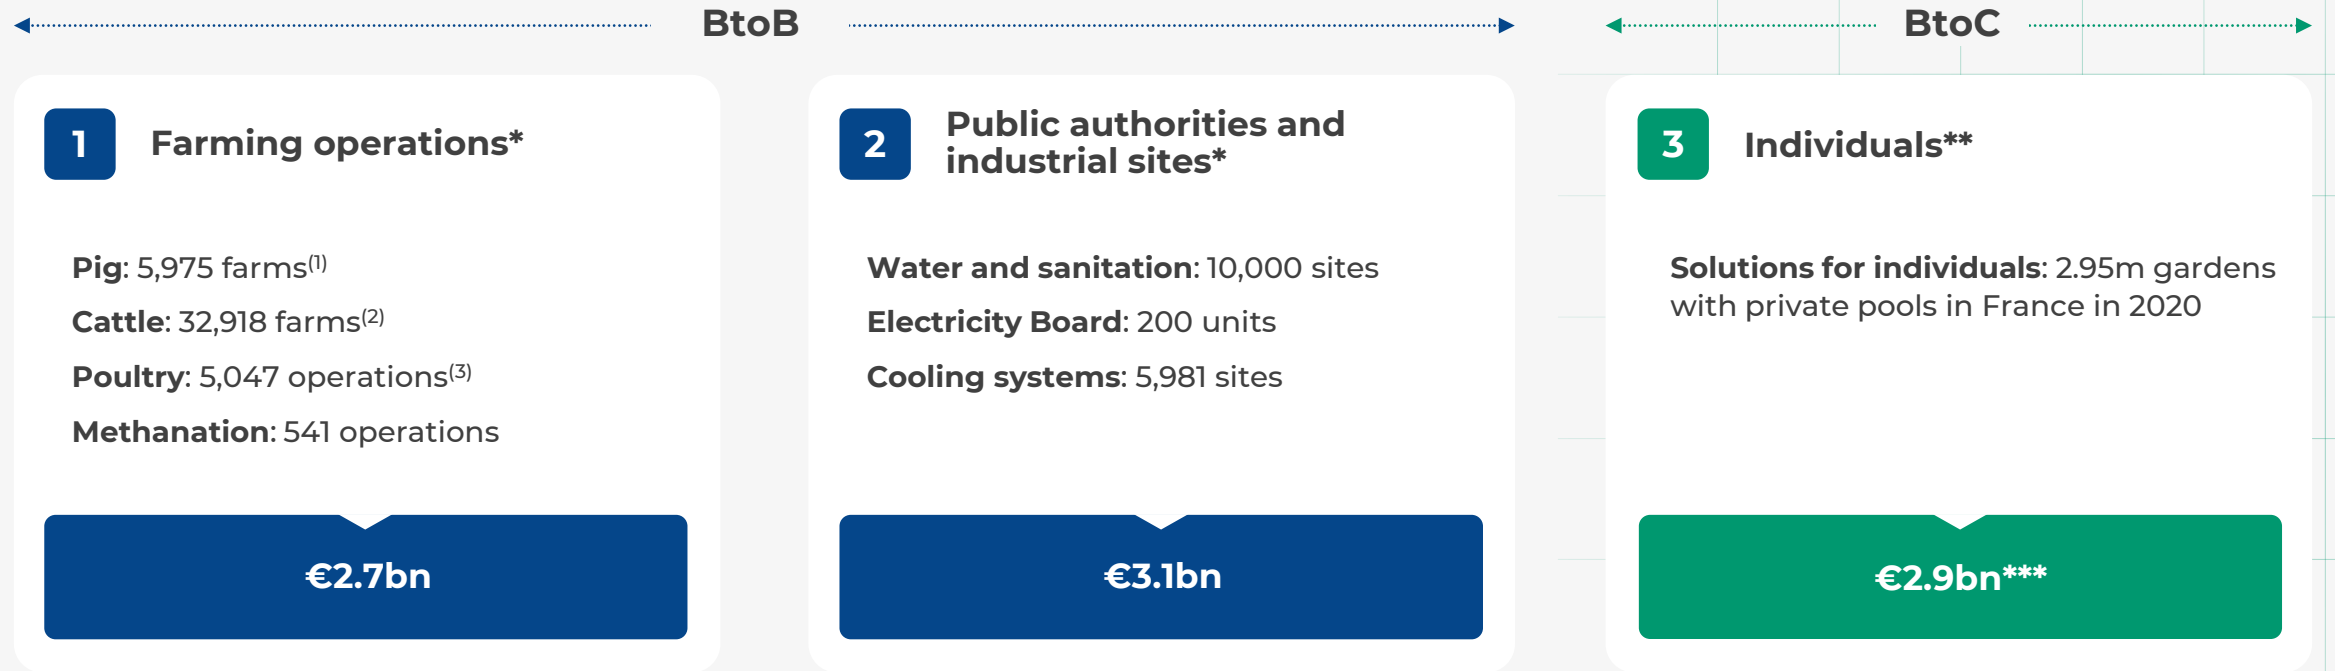 BtoB
BtoC
1
Farming operations*
Pig: 5,975 farms(1)
Cattle: 32,918 farms(2)
Poultry: 5,047 operations(3)
Methanation: 541 operations
€2.7bn
2
Public authorities and
industrial sites*
Water and sanitation: 10,000 sites
Electricity Board: 200 units
Cooling systems: 5,981 sites
€3.1bn
3
Individuals**
Solutions for individuals: 2.95m gardens
with private pools in France in 2020
€2.9bn***